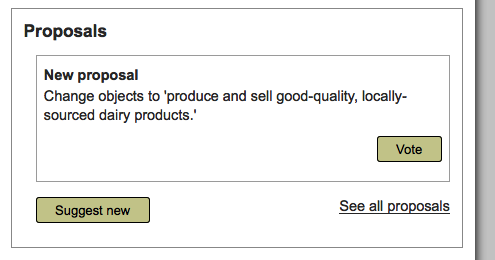 Proposals
New proposal
Change objects to 'produce and sell good-quality, locally-
sourced dairy products.'
Vote
Suggest new
See all proposals